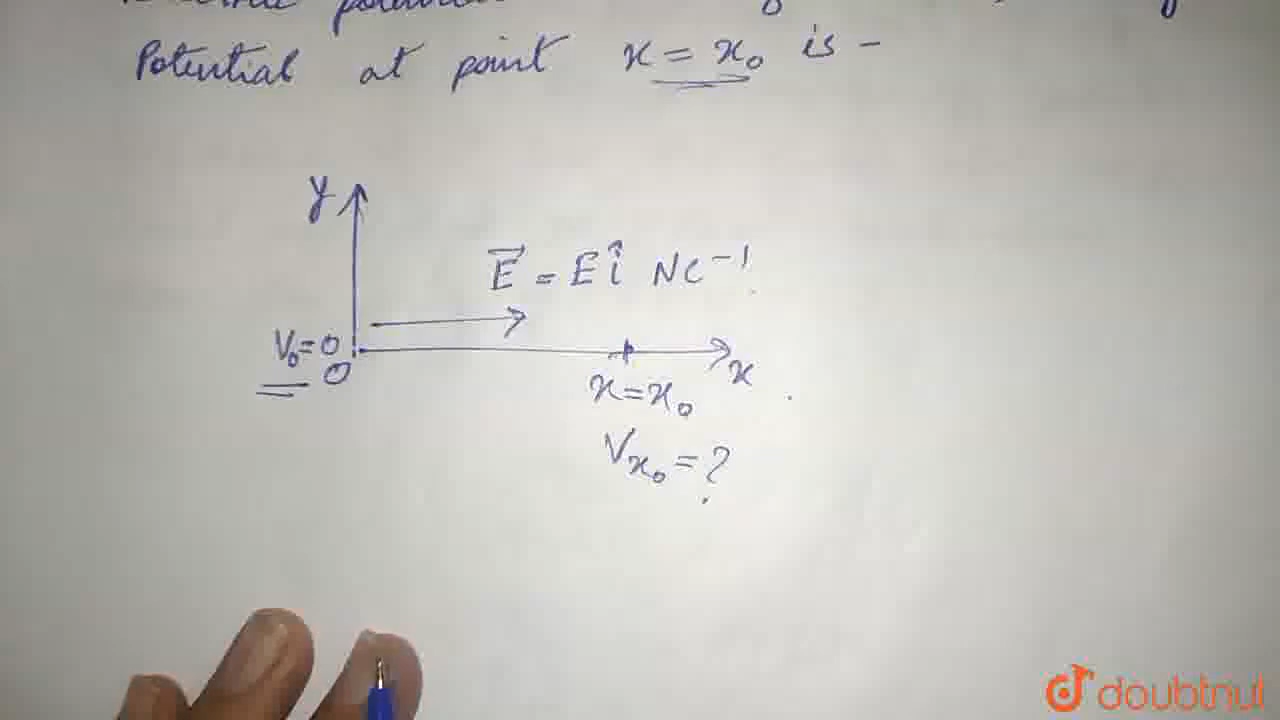 Potential at point x = x₀ is –
y
E⃗ = E î NC⁻¹
V₀=0
O
x
x=x₀
Vx₀=?
doubtnut